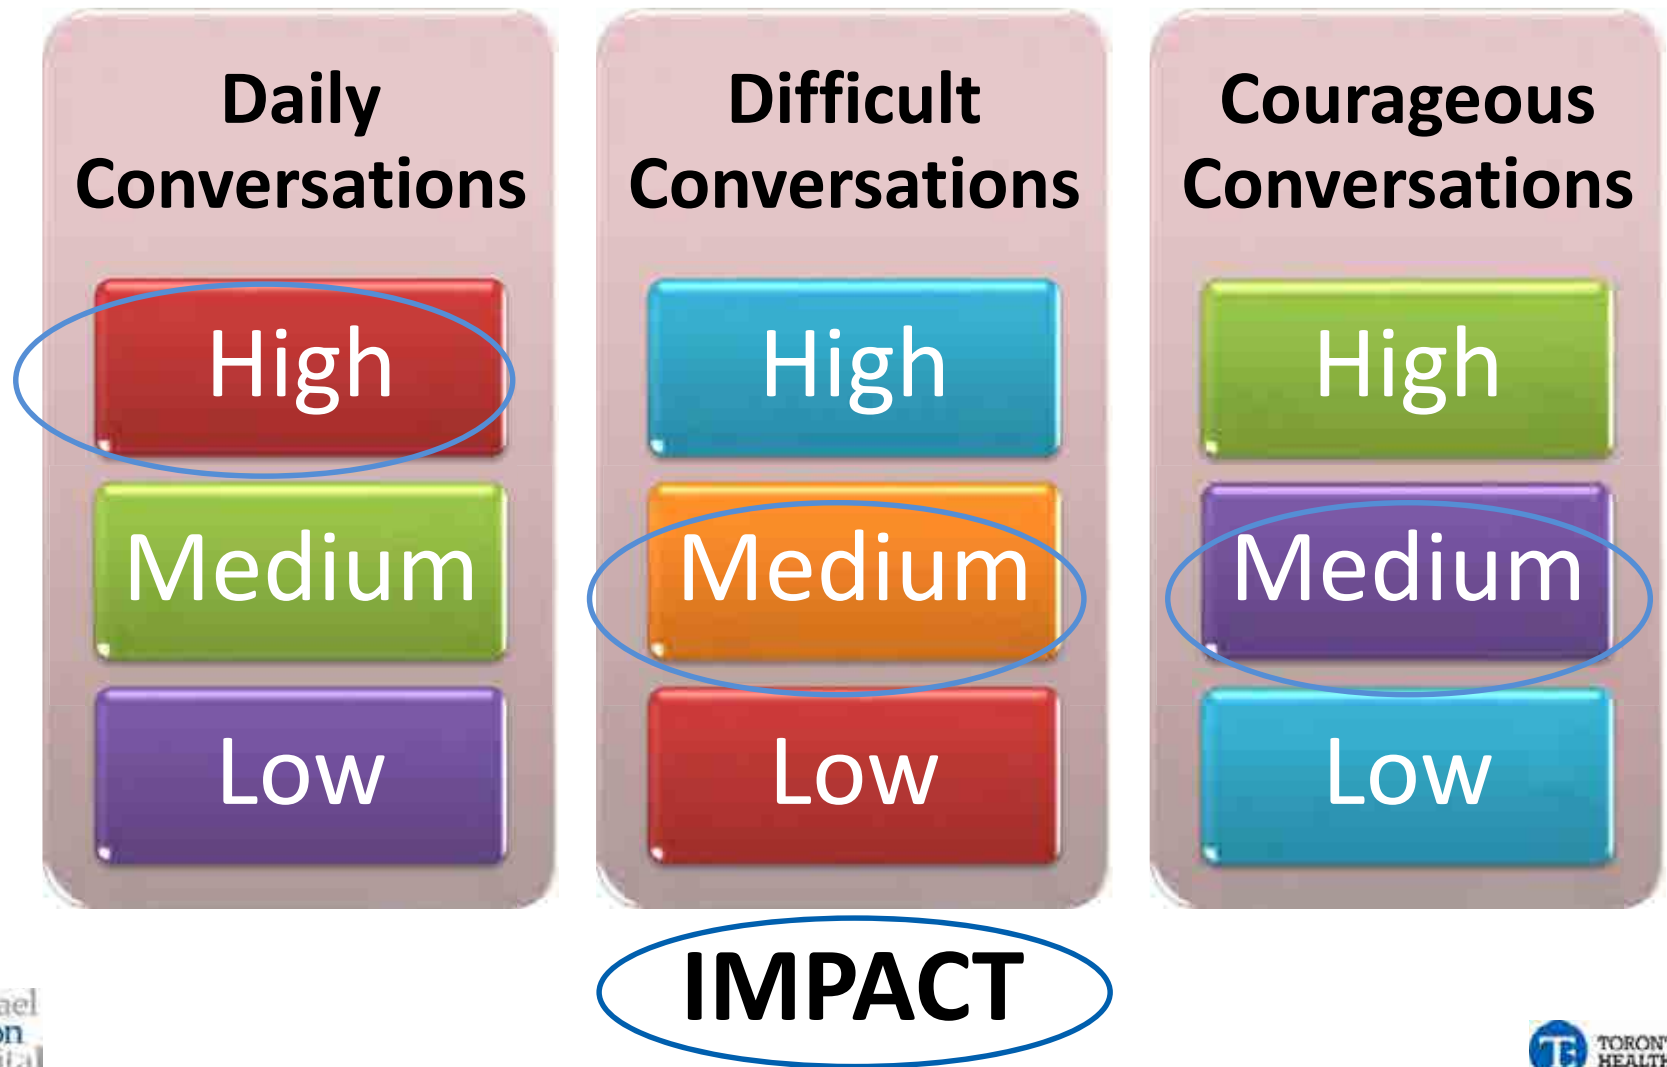 Daily
Conversations
High
Medium
Low
Difficult
Conversations
High
Medium
Low
Courageous
Conversations
High
Medium
Low
IMPACT